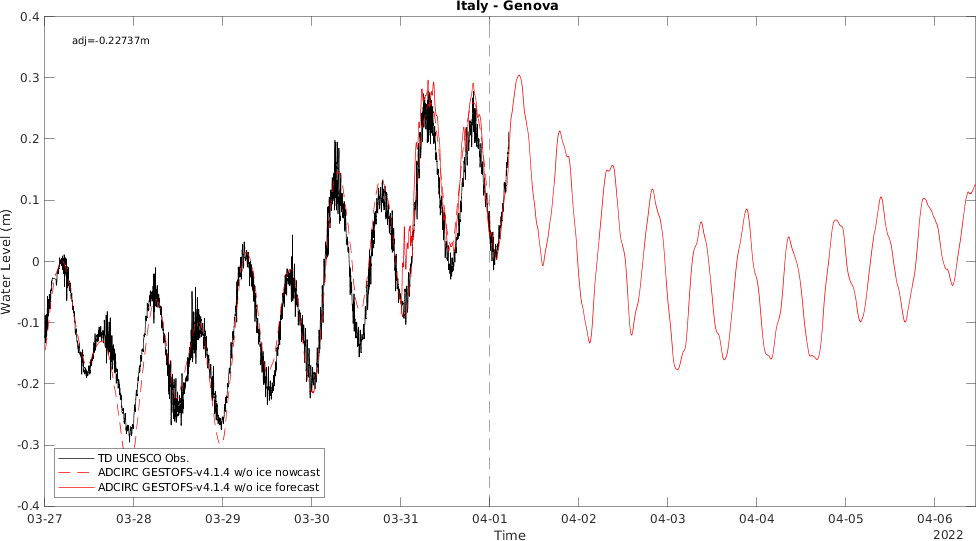 Italy - Genova
adj=-0.22737m
0.4
0.3
0.2
0.1
0
-0.1
-0.2
-0.3
-0.4
Water Level (m)
TD UNESCO Obs.
ADCIRC GESTOFS-v4.1.4 w/o ice nowcast
ADCIRC GESTOFS-v4.1.4 w/o ice forecast
03-27 03-28 03-29 03-30 03-31 04-01 04-02 04-03 04-04 04-05 04-06
Time
2022